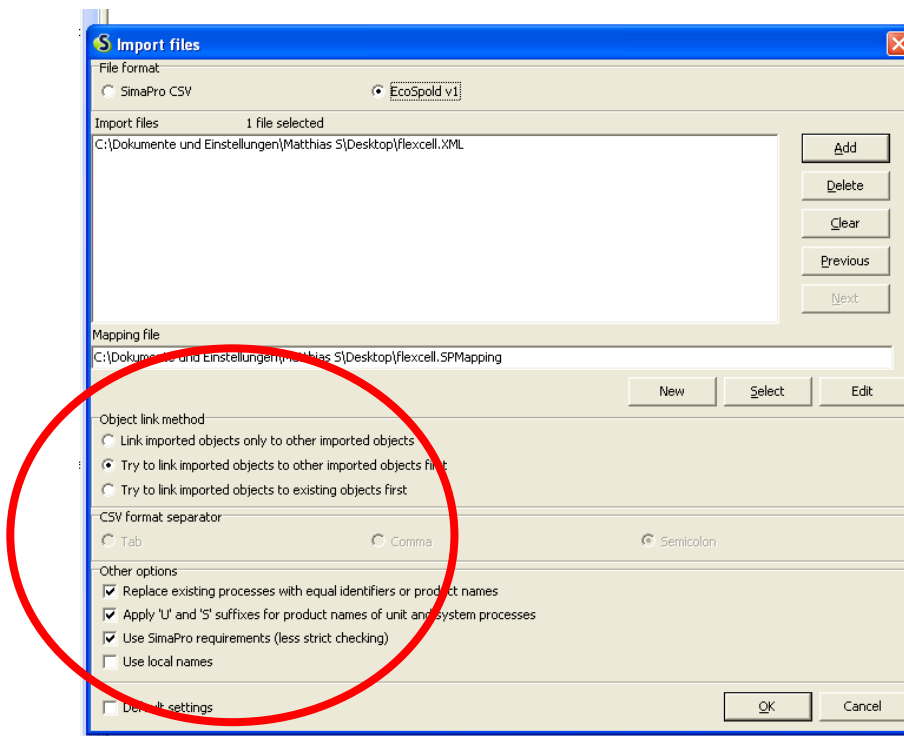 Import files
File format
SimaPro CSV EcoSpold v1
Import files 1 file selected
C:\Dokumente und Einstellungen\Matthias S\Desktop\flexcell.XML
Add
Delete
Clear
Previous
Next
Mapping file
C:\Dokumente und Einstellungen\Matthias S\Desktop\flexcell.SPMapping
New Select Edit
Object link method
Link imported objects only to other imported objects
Try to link imported objects to other imported objects first
Try to link imported objects to existing objects first
CSV format separator
Tab Comma Semicolon
Other options
Replace existing processes with equal identifiers or product names
Apply 'U' and 'S' suffixes for product names of unit and system processes
Use SimaPro requirements (less strict checking)
Use local names
Default settings
OK Cancel